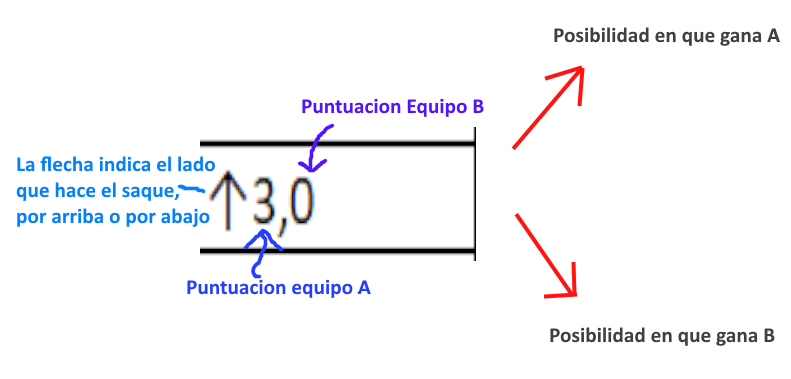 Posibilidad en que gana A
Puntuacion Equipo B
La flecha indica el lado
que hace el saque,
por arriba o por abajo
↑3,0
Puntuacion equipo A
Posibilidad en que gana B